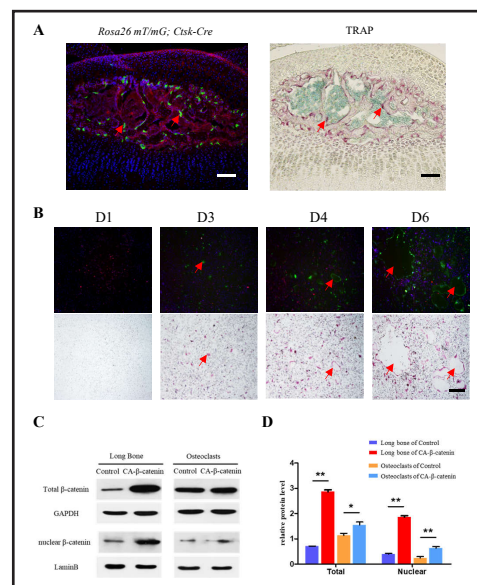 A
Rosa26 mT/mG; Ctsk-Cre
TRAP
B
D1 D3 D4 D6
C
Long Bone Osteoclasts
Control CA-β-catenin Control CA-β-catenin
Total β-catenin
GAPDH
nuclear β-catenin
LaminB
D
Long bone of Control
Long bone of CA-β-catenin
Osteoclasts of Control
Osteoclasts of CA-β-catenin
relative protein level
4
3
2
1
0
** * ** **
Total Nuclear